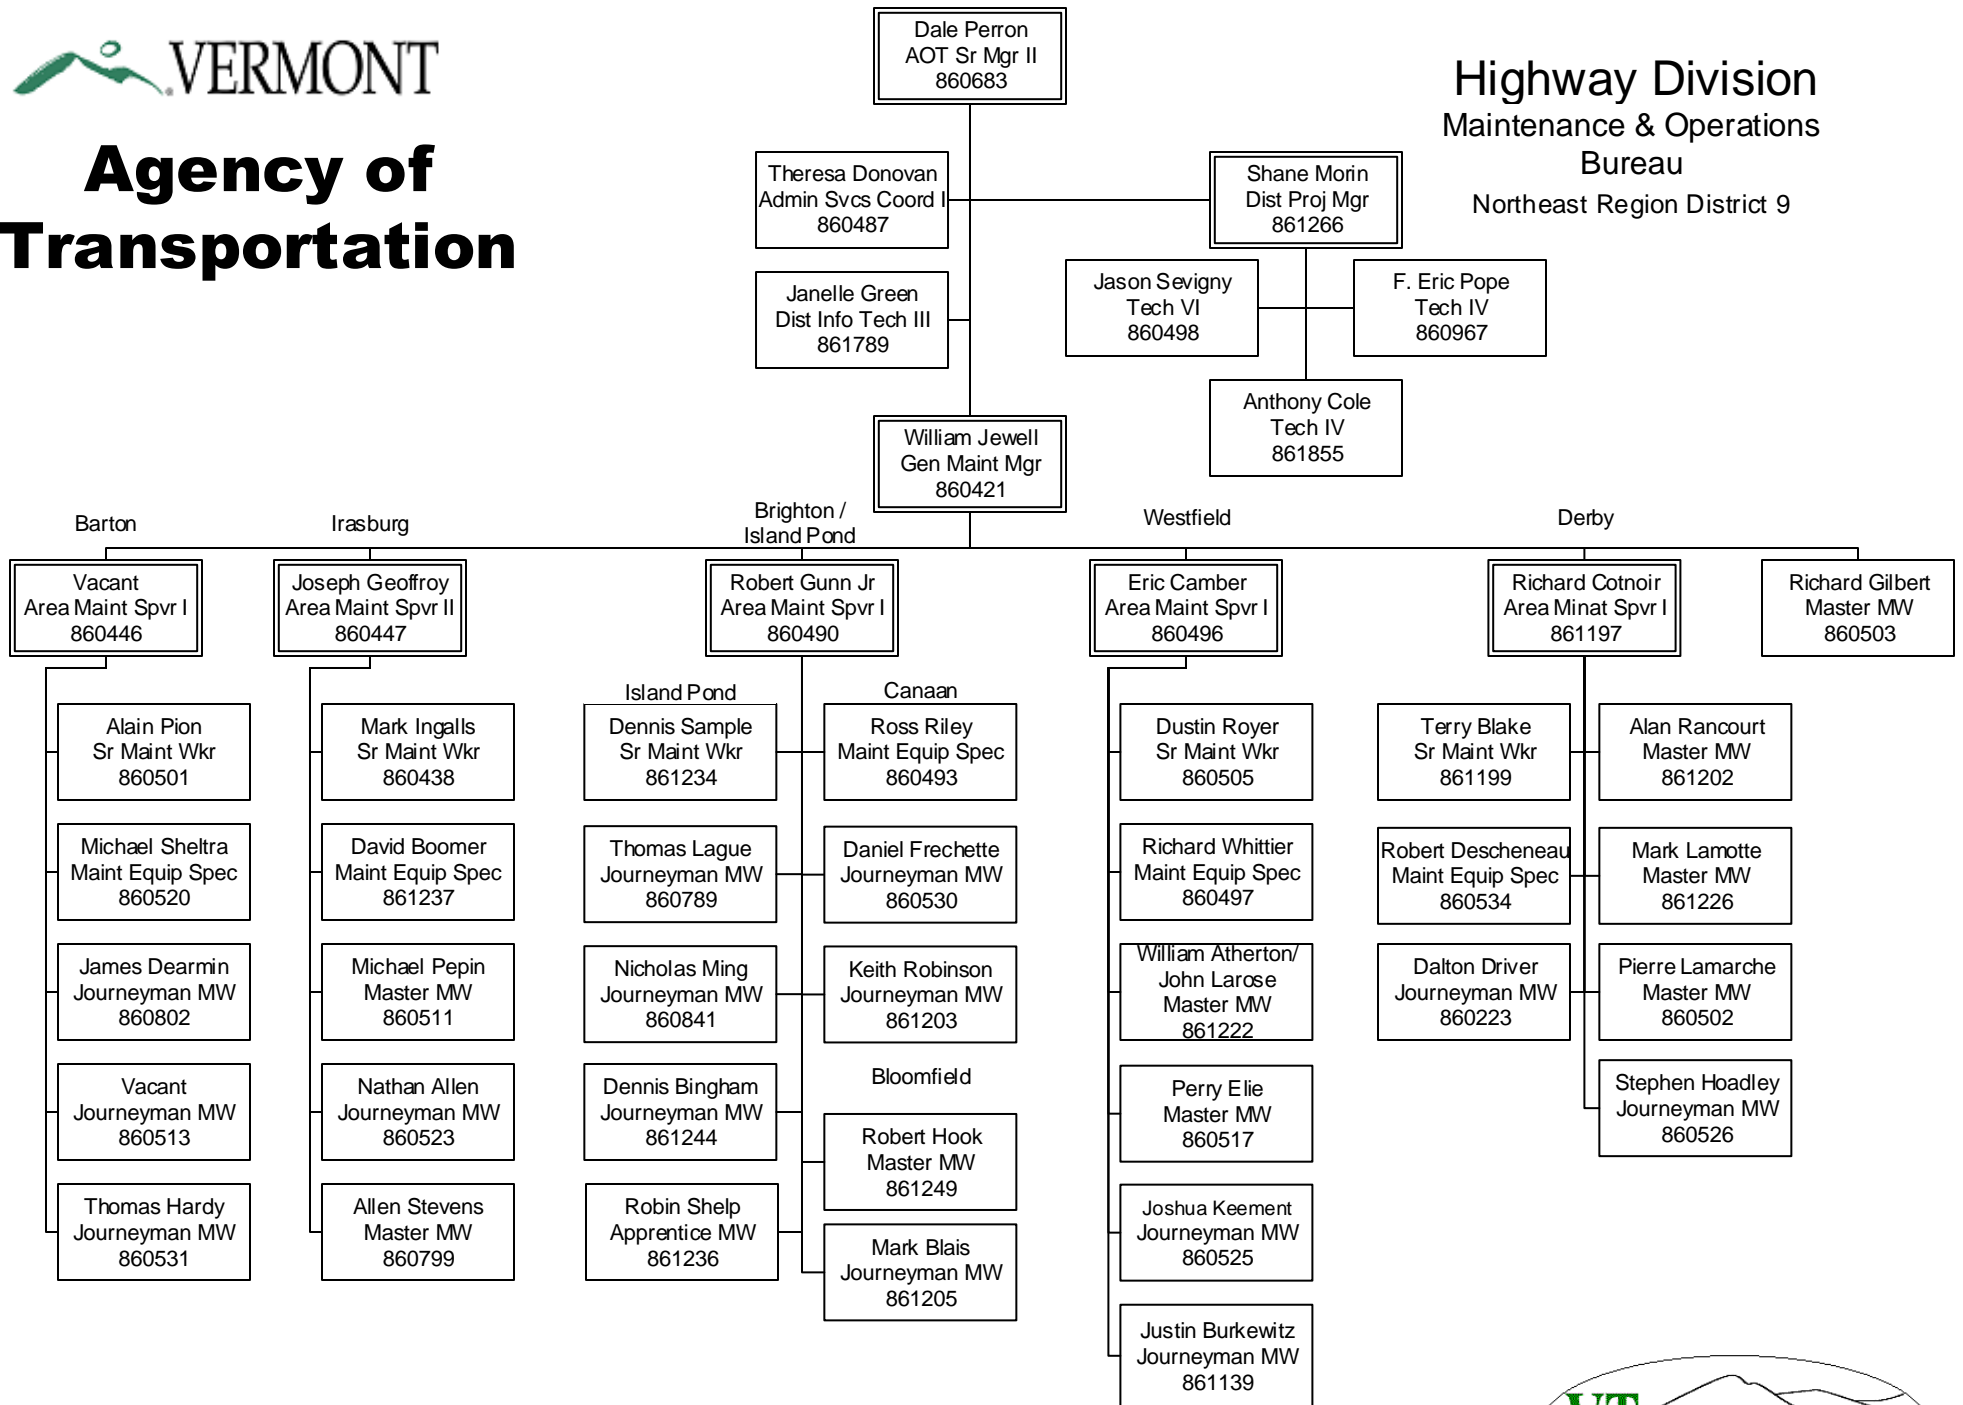 VERMONT
Agency of
Transportation
Dale Perron
AOT Sr Mgr II
860683
Highway Division
Maintenance & Operations
Bureau
Northeast Region District 9
Theresa Donovan
Admin Svcs Coord I
860487
Shane Morin
Dist Proj Mgr
861266
Janelle Green
Dist Info Tech III
861789
Jason Sevigny
Tech VI
860498
F. Eric Pope
Tech IV
860967
Anthony Cole
Tech IV
861855
William Jewell
Gen Maint Mgr
860421
Barton
Irasburg
Brighton /
Island Pond
Westfield
Derby
Vacant
Area Maint Spvr I
860446
Joseph Geoffroy
Area Maint Spvr II
860447
Robert Gunn Jr
Area Maint Spvr I
860490
Eric Camber
Area Maint Spvr I
860496
Richard Cotnoir
Area Minat Spvr I
861197
Richard Gilbert
Master MW
860503
Alain Pion
Sr Maint Wkr
860501
Michael Sheltra
Maint Equip Spec
860520
James Dearmin
Journeyman MW
860802
Vacant
Journeyman MW
860513
Thomas Hardy
Journeyman MW
860531
Mark Ingalls
Sr Maint Wkr
860438
David Boomer
Maint Equip Spec
861237
Michael Pepin
Master MW
860511
Nathan Allen
Journeyman MW
860523
Allen Stevens
Master MW
860799
Island Pond
Dennis Sample
Sr Maint Wkr
861234
Thomas Lague
Journeyman MW
860789
Nicholas Ming
Journeyman MW
860841
Dennis Bingham
Journeyman MW
861244
Robin Shelp
Apprentice MW
861236
Canaan
Ross Riley
Maint Equip Spec
860493
Daniel Frechette
Journeyman MW
860530
Keith Robinson
Journeyman MW
861203
Bloomfield
Robert Hook
Master MW
861249
Mark Blais
Journeyman MW
861205
Dustin Royer
Sr Maint Wkr
860505
Richard Whittier
Maint Equip Spec
860497
William Atherton/
John Larose
Master MW
861222
Perry Elie
Master MW
860517
Joshua Keement
Journeyman MW
860525
Justin Burkewitz
Journeyman MW
861139
Terry Blake
Sr Maint Wkr
861199
Robert Descheneau
Maint Equip Spec
860534
Dalton Driver
Journeyman MW
860223
Alan Rancourt
Master MW
861202
Mark Lamotte
Master MW
861226
Pierre Lamarche
Master MW
860502
Stephen Hoadley
Journeyman MW
860526
VT